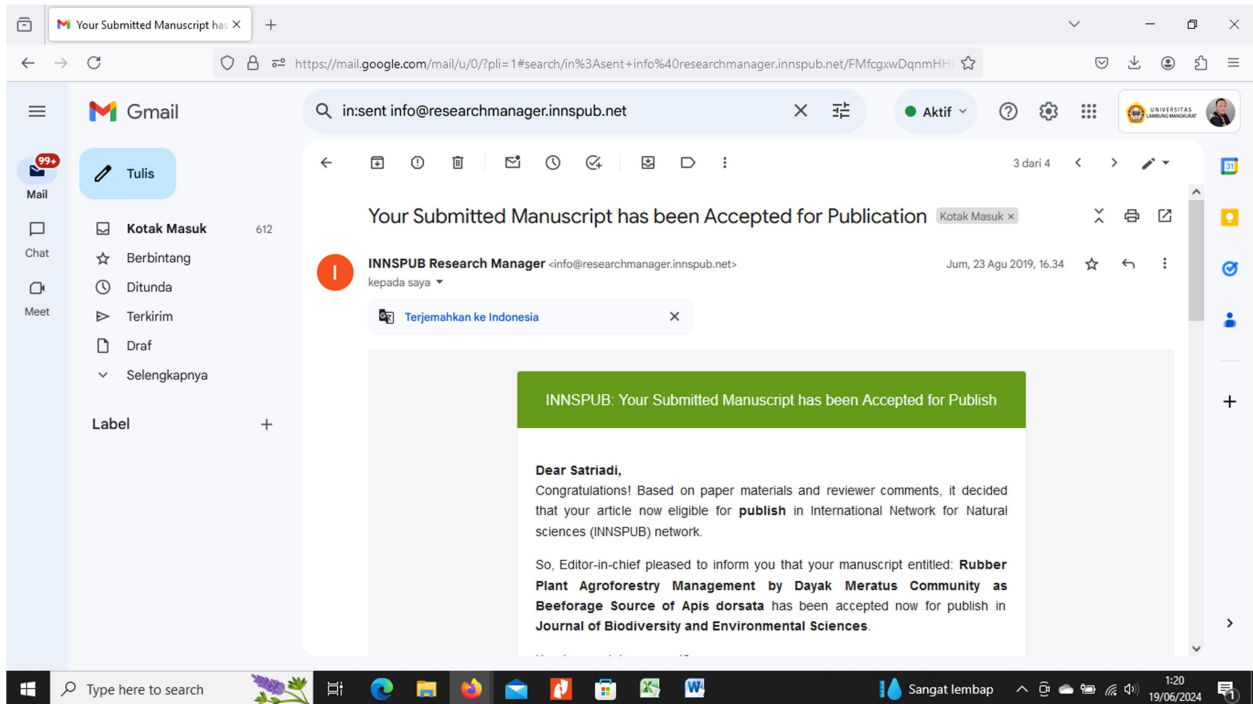 Your Submitted Manuscript has
https://mail.google.com/mail/u/0/?pli=1#search/in%3Asent+info%40researchmanager.innspub.net/FMfcgxwDqnmHH
Gmail
in:sent info@researchmanager.innspub.net
Aktif
UNIVERSITAS
LAMBUNG MANGKURAT
99+
Mail
Chat
Meet
Tulis
Kotak Masuk 612
Berbintang
Ditunda
Terkirim
Draf
Selengkapnya
Label
3 dari 4
31
Your Submitted Manuscript has been Accepted for Publication Kotak Masuk ×
I
INNSPUB Research Manager <info@researchmanager.innspub.net>
Jum, 23 Agu 2019, 16.34
kepada saya
Terjemahkan ke Indonesia
INNSPUB: Your Submitted Manuscript has been Accepted for Publish
Dear Satriadi,
Congratulations! Based on paper materials and reviewer comments, it decided
that your article now eligible for publish in International Network for Natural
sciences (INNSPUB) network.
So, Editor-in-chief pleased to inform you that your manuscript entitled: Rubber
Plant Agroforestry Management by Dayak Meratus Community as
Beeforage Source of Apis dorsata has been accepted now for publish in
Journal of Biodiversity and Environmental Sciences.
Type here to search
Sangat lembap
1:20
19/06/2024
1